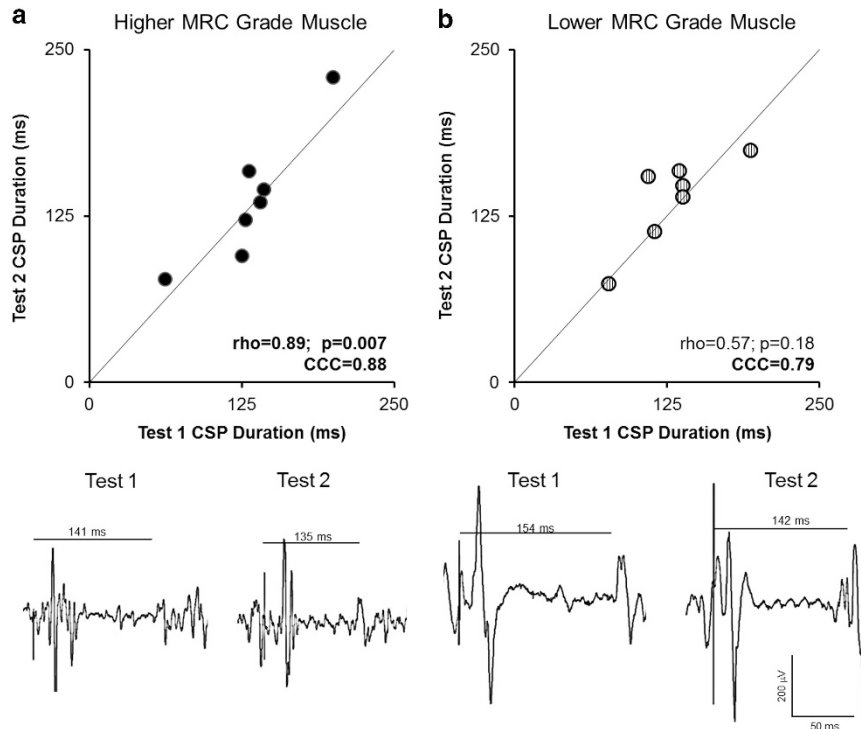 a
Higher MRC Grade Muscle
250
Test 2 CSP Duration (ms)
125
0
rho=0.89; p=0.007
CCC=0.88
0
125
250
Test 1 CSP Duration (ms)
b
Lower MRC Grade Muscle
250
Test 2 CSP Duration (ms)
125
0
rho=0.57; p=0.18
CCC=0.79
0
125
250
Test 1 CSP Duration (ms)
Test 1
141 ms
Test 2
135 ms
Test 1
154 ms
Test 2
142 ms
200 µV
50 ms